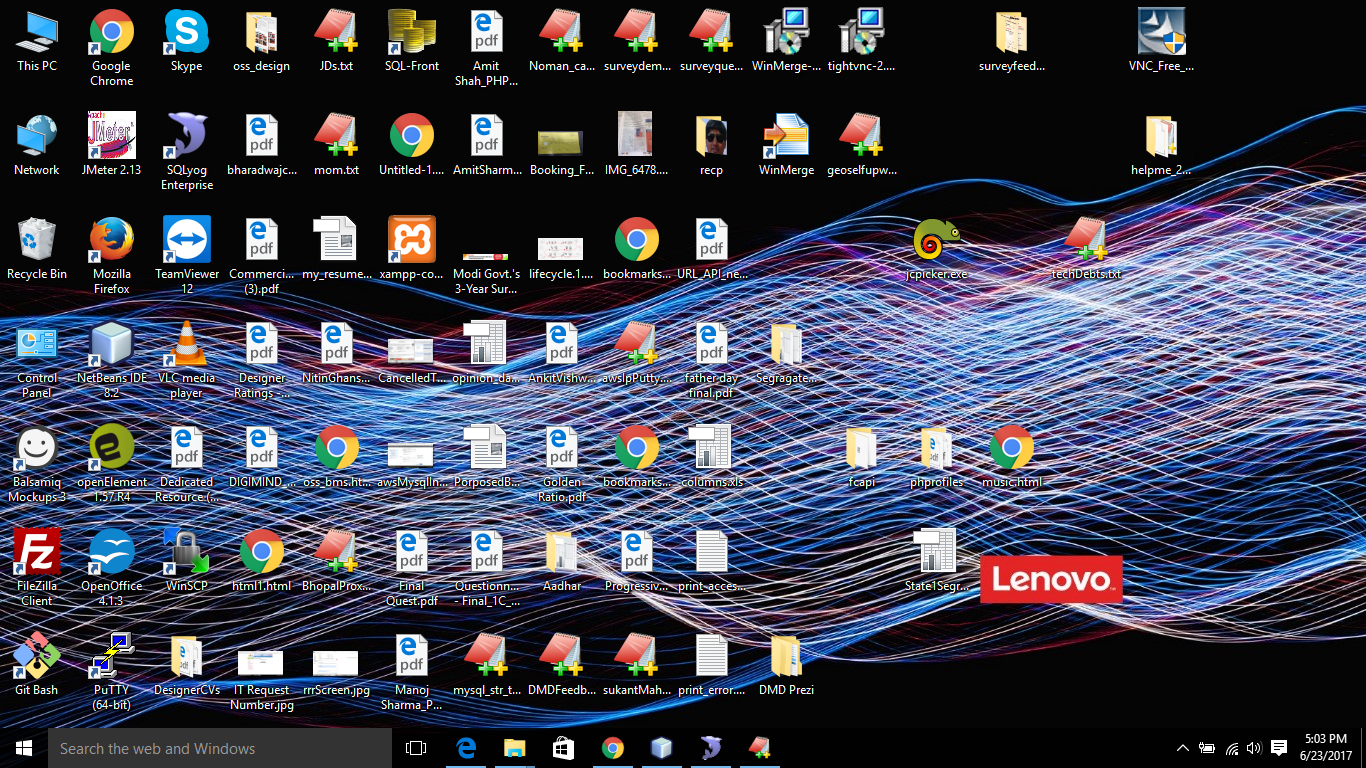 This PC
Google
Chrome
Skype
oss_design
JDs.txt
SQL-Front
Amit
Shah_PHP...
Noman_ca...
surveydem...
surveyque...
WinMerge-...
tightvnc-2....
surveyfeed...
VNC_Free_...
Network
JMeter 2.13
SQLyog
Enterprise
bharadwajc...
mom.txt
Untitled-1....
AmitSharm...
Booking_F...
IMG_6478....
recp
WinMerge
geoselfupw...
helpme_2...
Recycle Bin
Mozilla
Firefox
TeamViewer
12
Commerci...
(3).pdf
my_resume...
xampp-co...
Modi Govt.'s
3-Year Sur...
lifecycle.1....
bookmarks...
URL_API_ne...
jcpicker.exe
techDebts.txt
Control
Panel
NetBeans IDE
8.2
VLC media
player
Designer
Ratings -...
NitinGhans...
CancelledT...
opinion_da...
AnkitVishw...
awsIpPutty....
father-day
_final.pdf
Segragate...
Balsamiq
Mockups 3
openElement
1.57 R4
Dedicated
Resource (...
DIGIMIND_...
oss-bms.ht...
awsMysqlIn...
PorposedB...
Golden
Ratio.pdf
bookmarks...
columns.xls
fcapi
phprofiles
music.html
FileZilla
Client
OpenOffice
4.1.3
WinSCP
html1.html
BhopalProx...
Final
Quest.pdf
Questionn...
- Final_1C_...
Aadhar
Progressiv...
print-acces...
State1Segr...
Lenovo
Git Bash
PuTTY
(64-bit)
DesignerCVs
IT Request
Number.jpg
rrrScreen.jpg
Manoj
Sharma_P...
mysql_str_t...
DMDFeedb...
sukantMah...
print_error....
DMD Prezi
Search the web and Windows
5:03 PM
6/23/2017